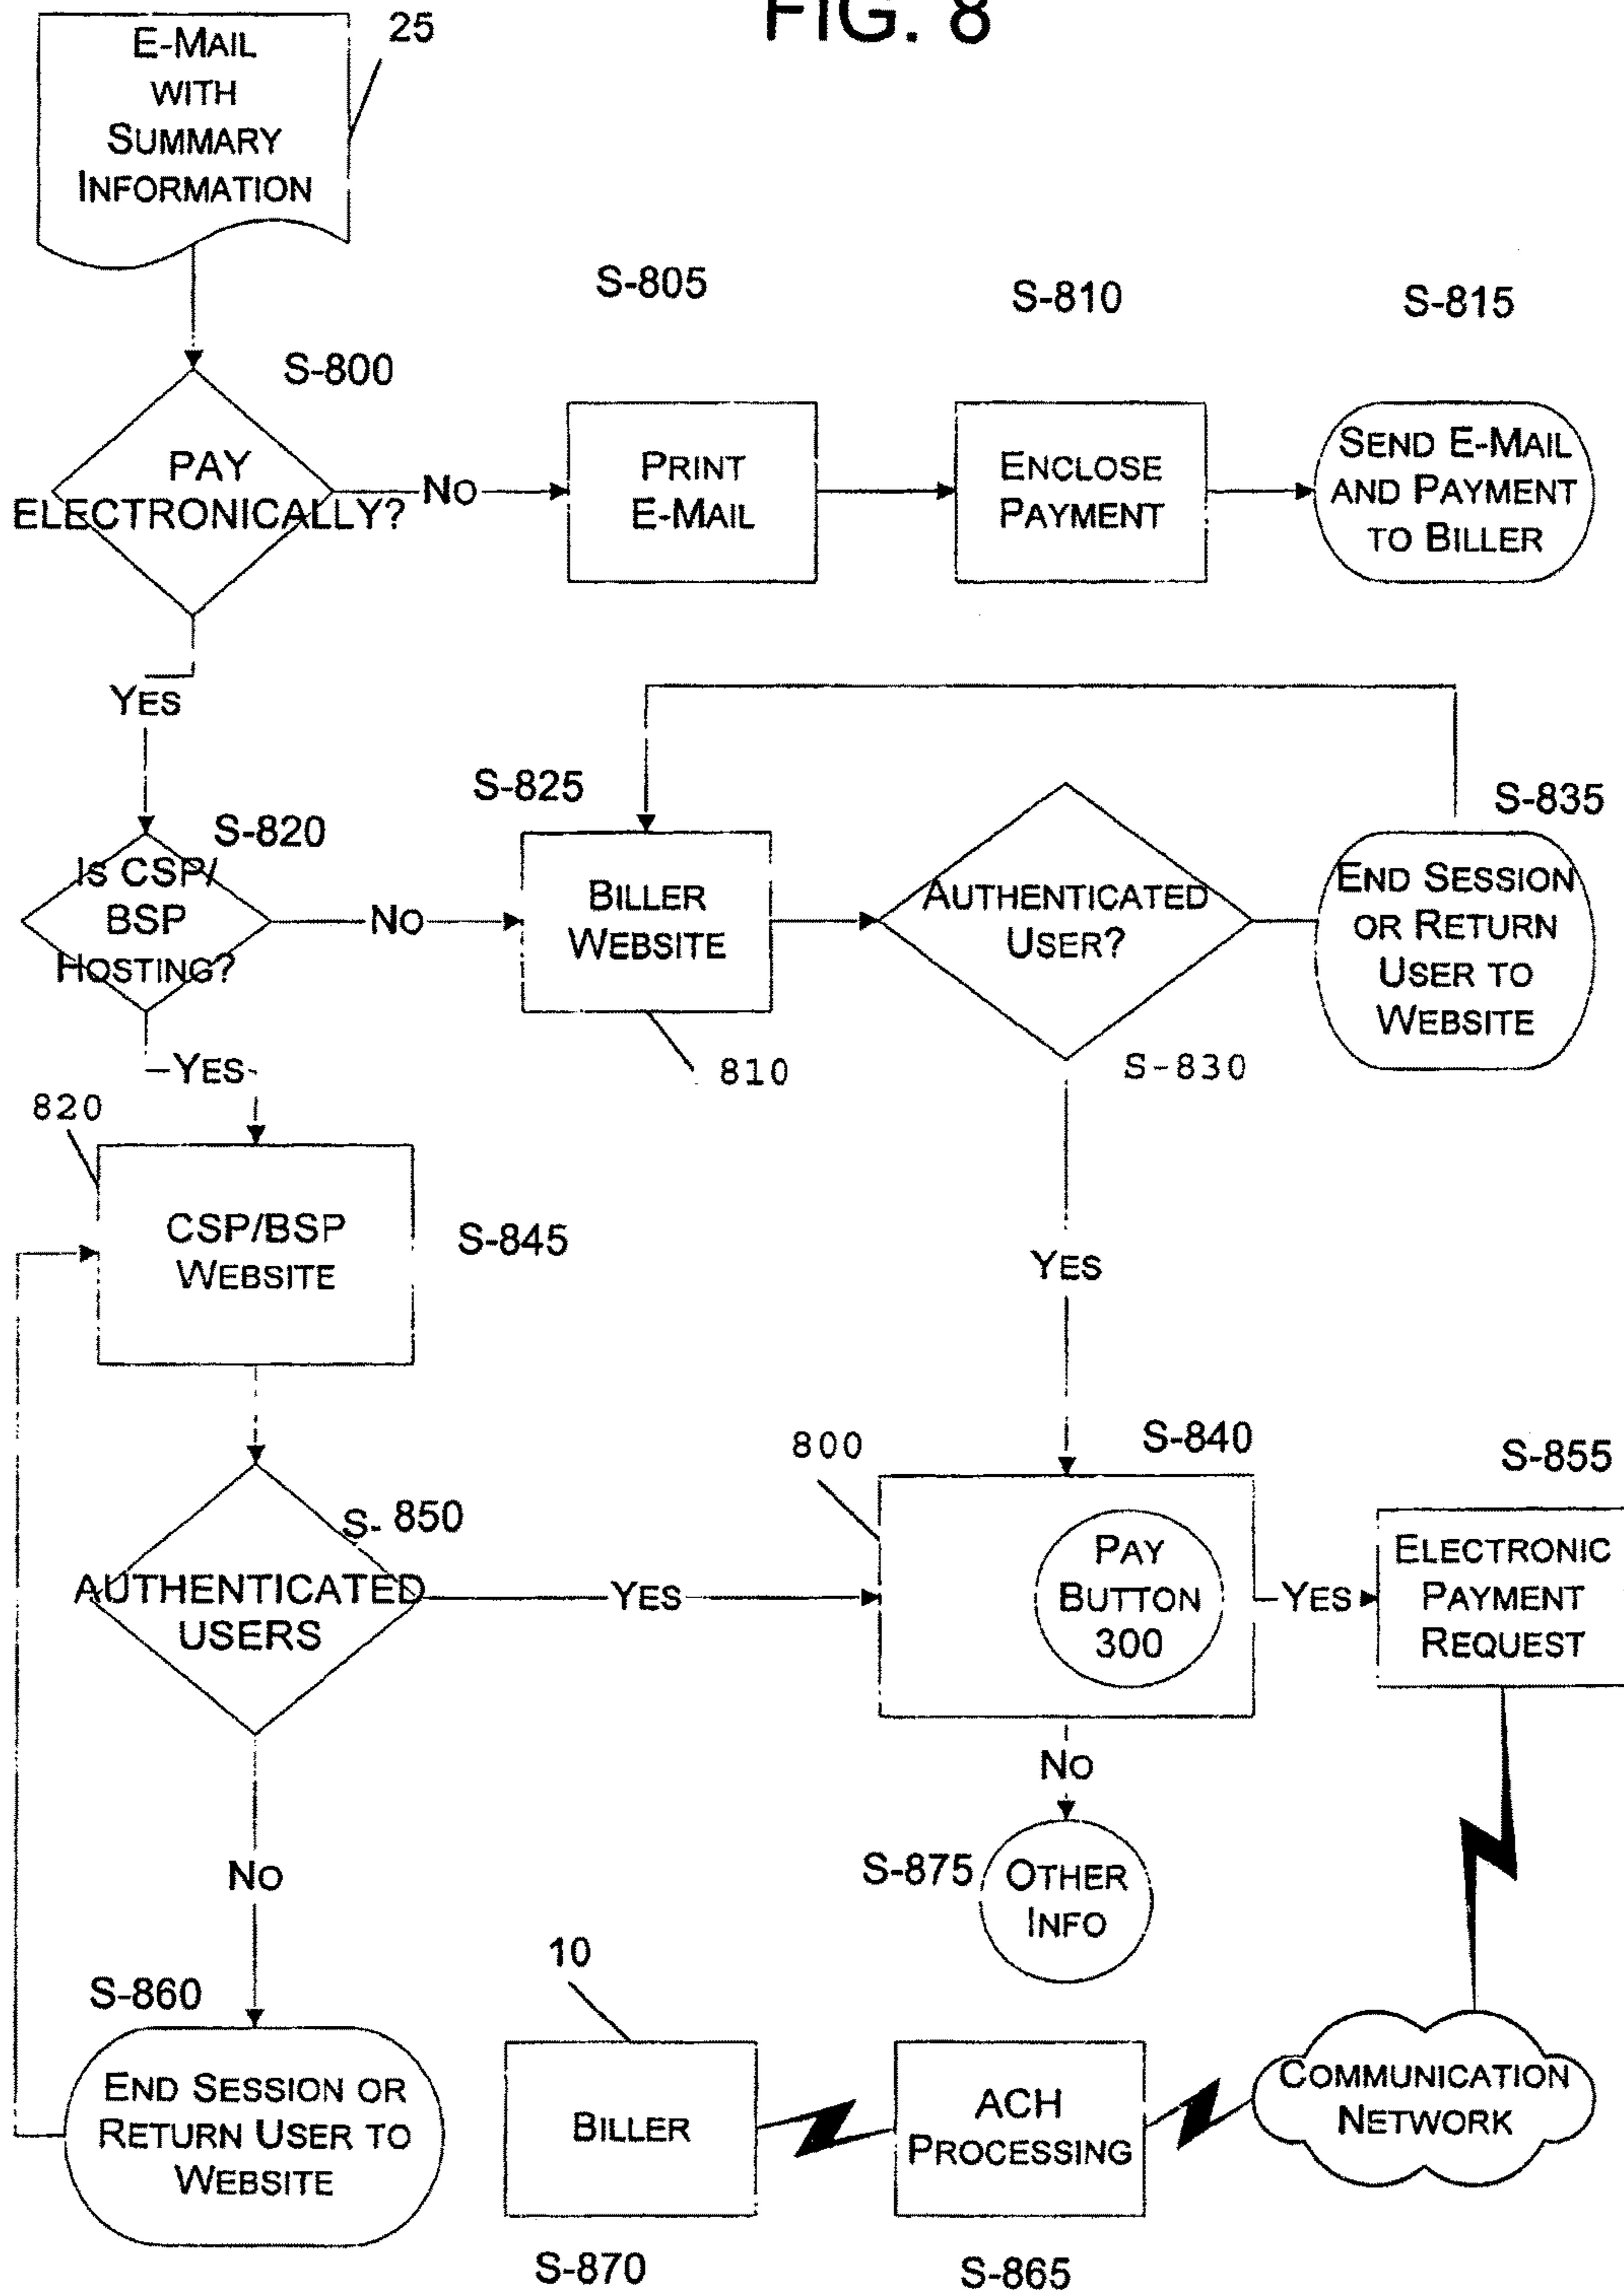 FIG. 8
E-MAIL
WITH
SUMMARY
INFORMATION
25
S-800
PAY
ELECTRONICALLY?
NO
S-805
PRINT
E-MAIL
S-810
ENCLOSE
PAYMENT
S-815
SEND E-MAIL
AND PAYMENT
TO BILLER
YES
S-820
IS CSP/
BSP
HOSTING?
NO
S-825
BILLER
WEBSITE
810
AUTHENTICATED
USER?
S-830
S-835
END SESSION
OR RETURN
USER TO
WEBSITE
YES
820
CSP/BSP
WEBSITE
S-845
YES
S-850
AUTHENTICATED
USERS
YES
800
S-840
PAY
BUTTON
300
YES
S-855
ELECTRONIC
PAYMENT
REQUEST
NO
S-875
OTHER
INFO
NO
S-860
END SESSION OR
RETURN USER TO
WEBSITE
10
BILLER
S-870
ACH
PROCESSING
S-865
COMMUNICATION
NETWORK